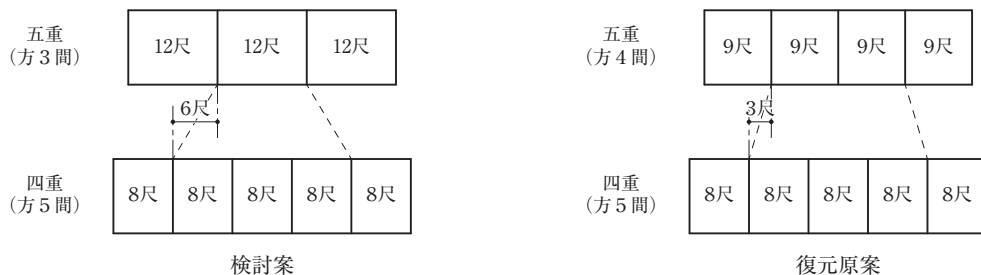 五重
(方3間)
12尺 12尺 12尺
6尺
四重
(方5間)
8尺 8尺 8尺 8尺 8尺
検討案
五重
(方4間)
9尺 9尺 9尺 9尺
3尺
四重
(方5間)
8尺 8尺 8尺 8尺 8尺
復元原案